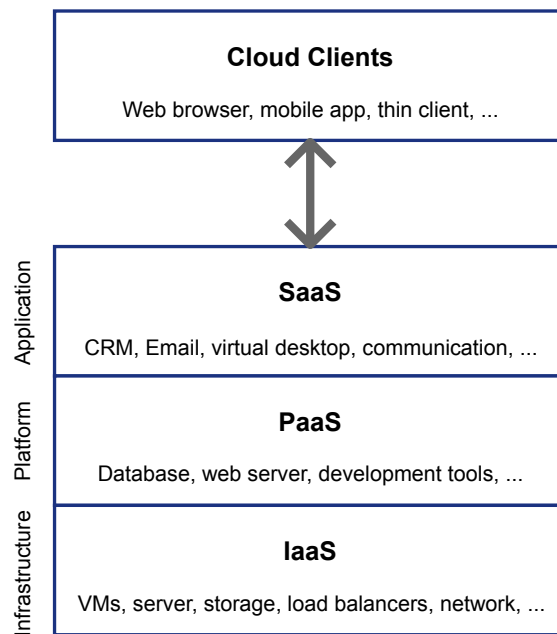 Cloud Clients
Web browser, mobile app, thin client, ...
Application
SaaS
CRM, Email, virtual desktop, communication, ...
Platform
PaaS
Database, web server, development tools, ...
Infrastructure
IaaS
VMs, server, storage, load balancers, network, ...